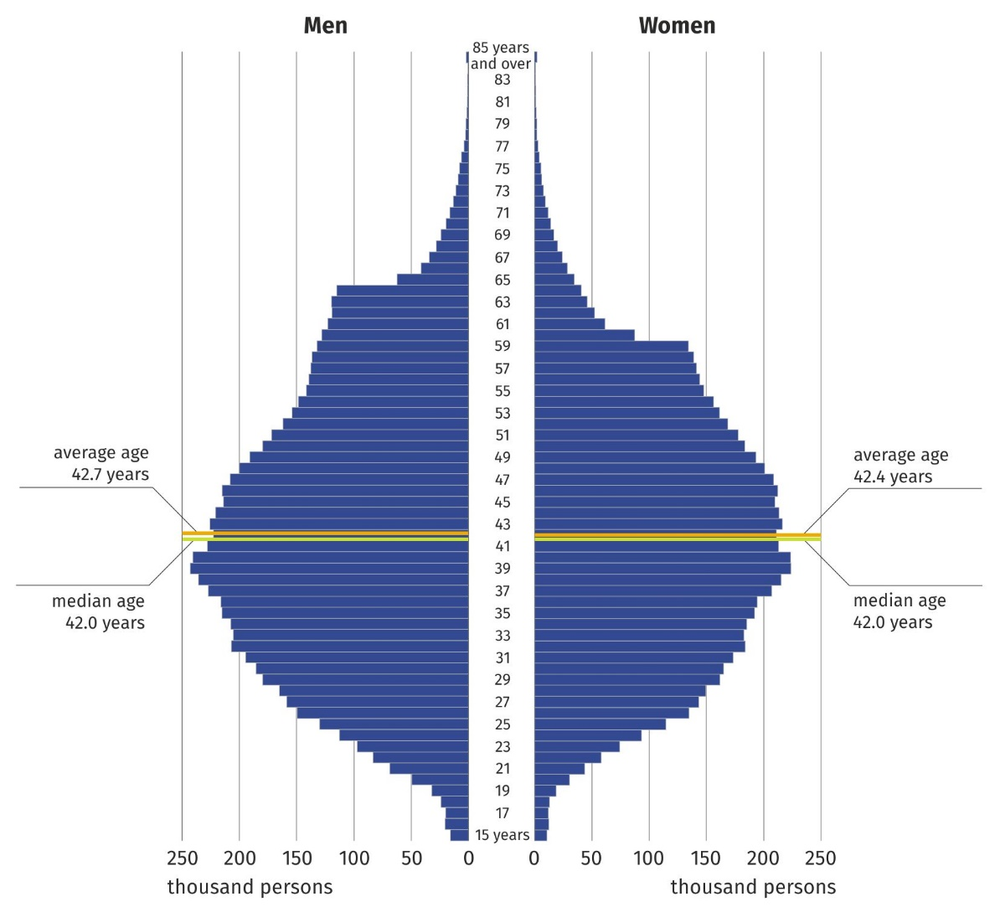 Men
Women
85 years
and over
83
81
79
77
75
73
71
69
67
65
63
61
59
57
55
53
51
49
47
45
43
41
39
37
35
33
31
29
27
25
23
21
19
17
15 years
average age
42.7 years
median age
42.0 years
average age
42.4 years
median age
42.0 years
250 200 150 100 50 0
0 50 100 150 200 250
thousand persons
thousand persons